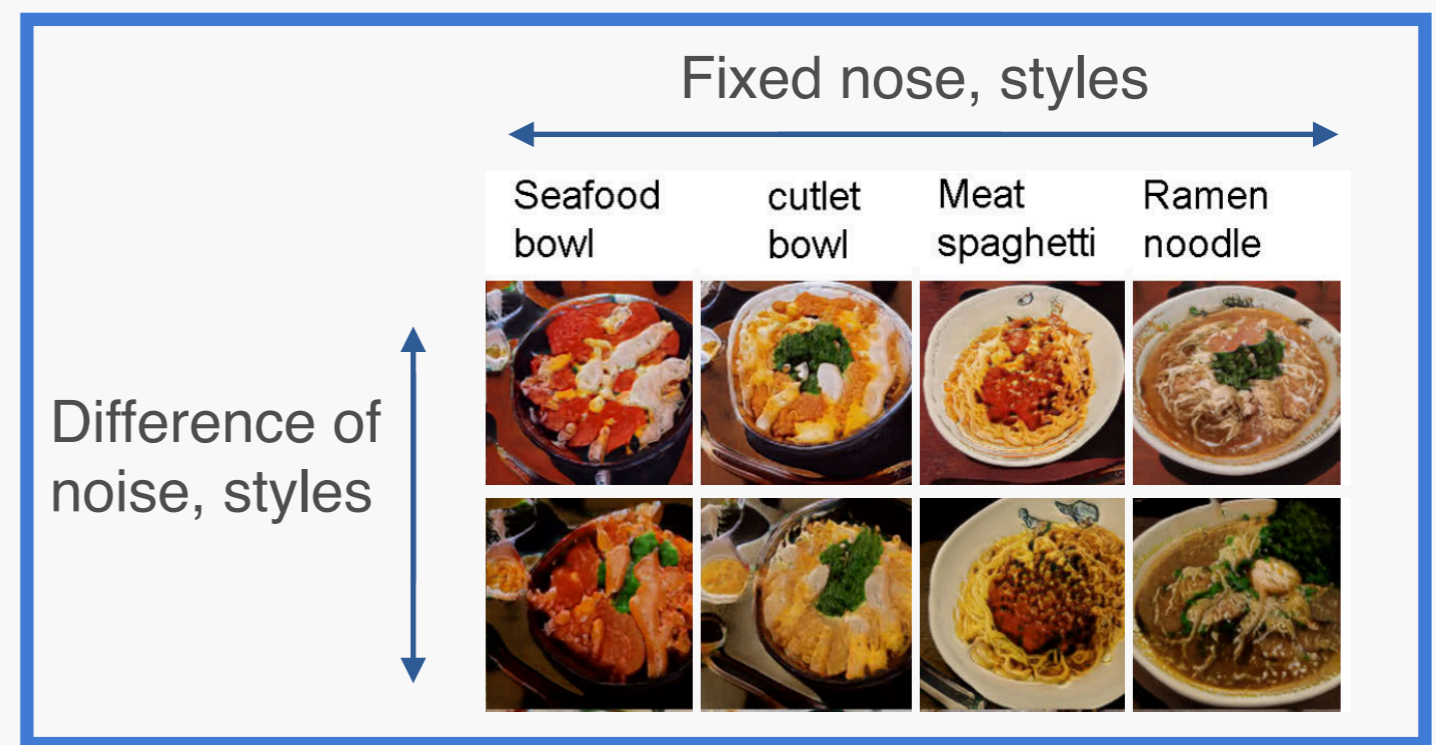 Fixed nose, styles
Seafood bowl
cutlet bowl
Meat spaghetti
Ramen noodle
Difference of
noise, styles